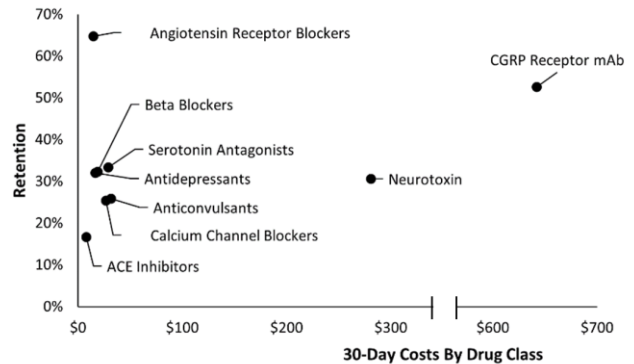 70%
60%
50%
40%
30%
20%
10%
0%
Retention
Angiotensin Receptor Blockers
CGRP Receptor mAb
Beta Blockers
Serotonin Antagonists
Antidepressants
Neurotoxin
Anticonvulsants
Calcium Channel Blockers
ACE Inhibitors
$0 $100 $200 $300 $600 $700
30-Day Costs By Drug Class